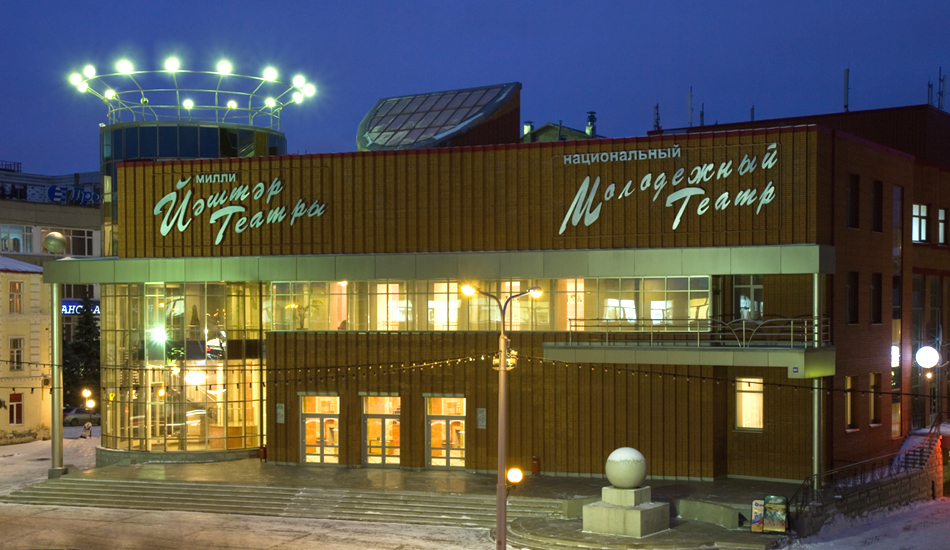 милли
Йәштәр
Театры
национальный
Молодежный
Театр